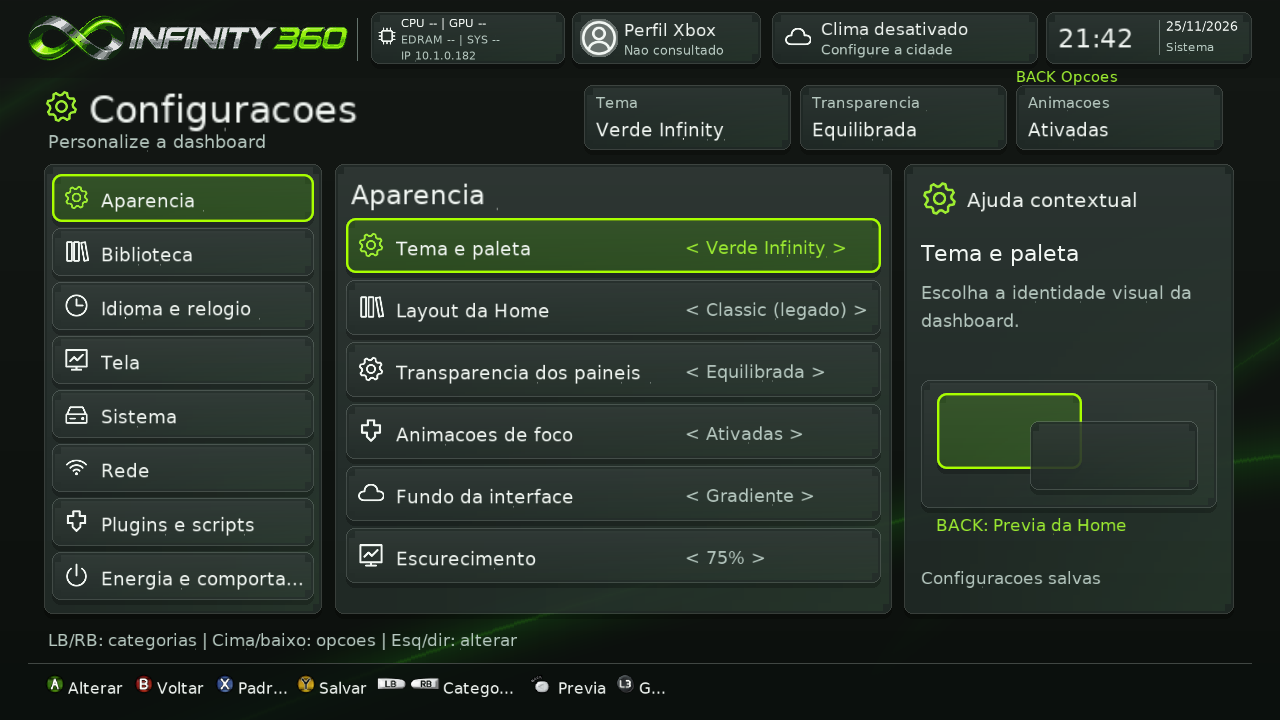 INFINITY 360
CPU -- | GPU --
EDRAM -- | SYS --
IP 10.1.0.182
Perfil Xbox
Nao consultado
Clima desativado
Configure a cidade
21:42
25/11/2026
Sistema
BACK Opcoes
Configuracoes
Personalize a dashboard
Tema
Verde Infinity
Transparencia
Equilibrada
Animacoes
Ativadas
Aparencia
Biblioteca
Idioma e relogio
Tela
Sistema
Rede
Plugins e scripts
Energia e comporta...
Aparencia
Tema e paleta < Verde Infinity >
Layout da Home < Classic (legado) >
Transparencia dos paineis < Equilibrada >
Animacoes de foco < Ativadas >
Fundo da interface < Gradiente >
Escurecimento < 75% >
Ajuda contextual
Tema e paleta
Escolha a identidade visual da
dashboard.
BACK: Previa da Home
Configuracoes salvas
LB/RB: categorias | Cima/baixo: opcoes | Esq/dir: alterar
A Alterar B Voltar X Padr... Y Salvar LB RB Catego... Previa L3 G...